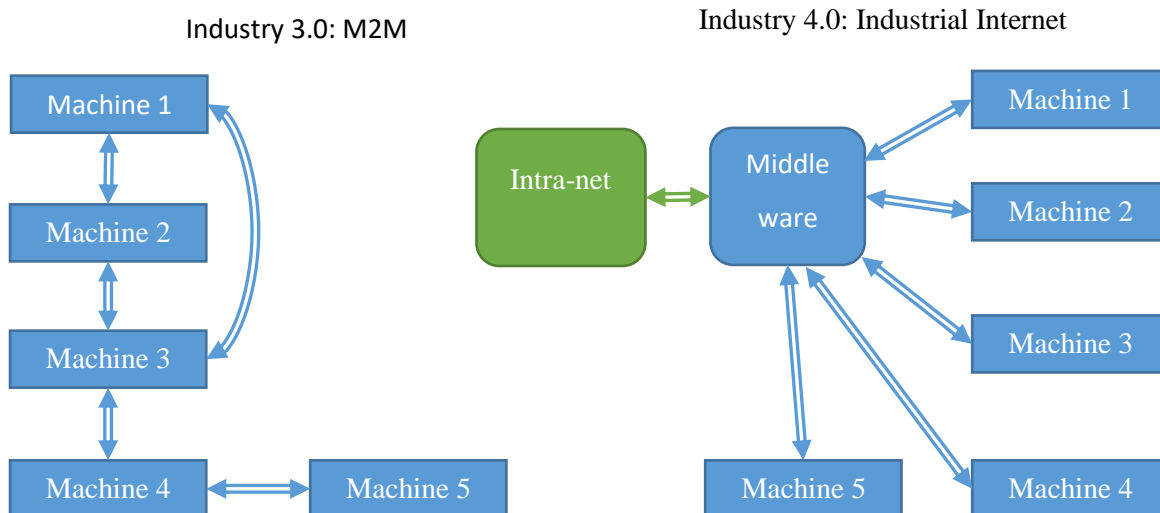 Industry 3.0: M2M
Machine 1
Machine 2
Machine 3
Machine 4
Machine 5
Industry 4.0: Industrial Internet
Intra-net
Middle
ware
Machine 1
Machine 2
Machine 3
Machine 5
Machine 4